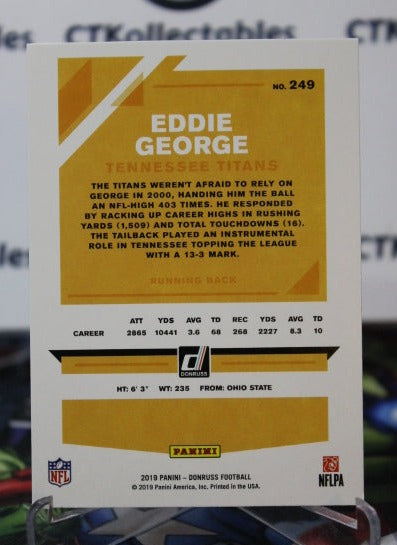 CTKollectables
CTKollectables
NO. 249
EDDIE
GEORGE
TENNESSEE TITANS
THE TITANS WEREN'T AFRAID TO RELY ON
GEORGE IN 2000, HANDING HIM THE BALL
AN NFL-HIGH 403 TIMES. HE RESPONDED
BY RACKING UP CAREER HIGHS IN RUSHING
YARDS (1,509) AND TOTAL TOUCHDOWNS (16).
THE TAILBACK PLAYED AN INSTRUMENTAL
ROLE IN TENNESSEE TOPPING THE LEAGUE
WITH A 13-3 MARK.
RUNNING BACK
ATT YDS AVG TD REC YDS AVG TD
CAREER 2865 10441 3.6 68 268 2227 8.3 10
DONRUSS
HT: 6' 3" WT: 235 FROM: OHIO STATE
PANINI
NFL
NFLPA
2019 PANINI – DONRUSS FOOTBALL
© 2019 Panini America, Inc. Printed in the USA.